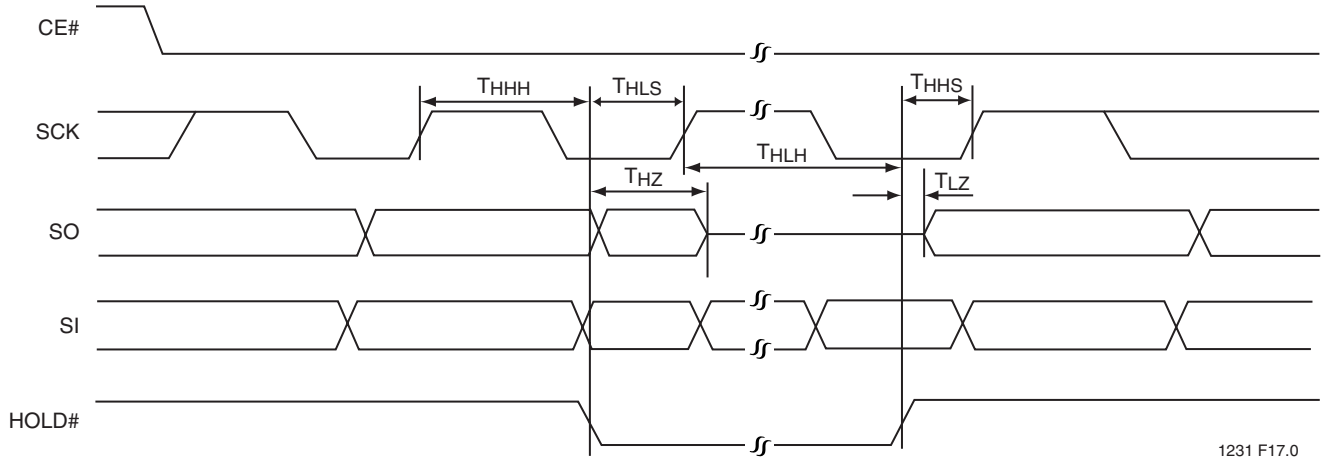 CE#
SCK
THHH
THLS
THHS
THLH
THZ
TLZ
SO
SI
HOLD#
1231 F17.0